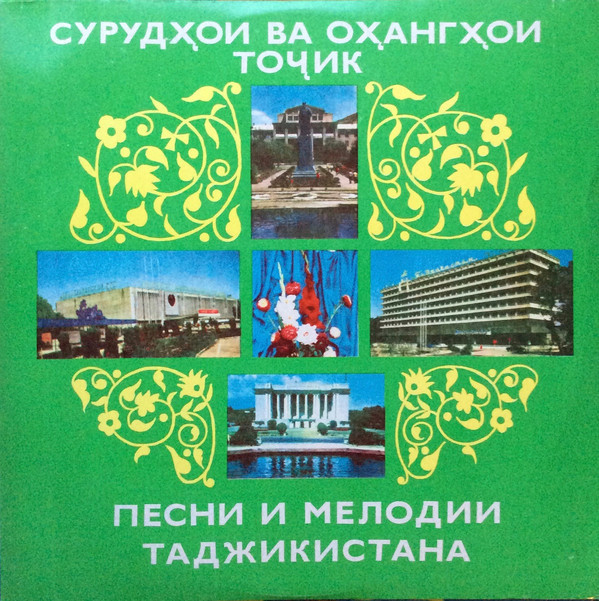 СУРУДҲОИ ВА ОҲАНГҲОИ
ТОҶИК
ПЕСНИ И МЕЛОДИИ
ТАДЖИКИСТАНА